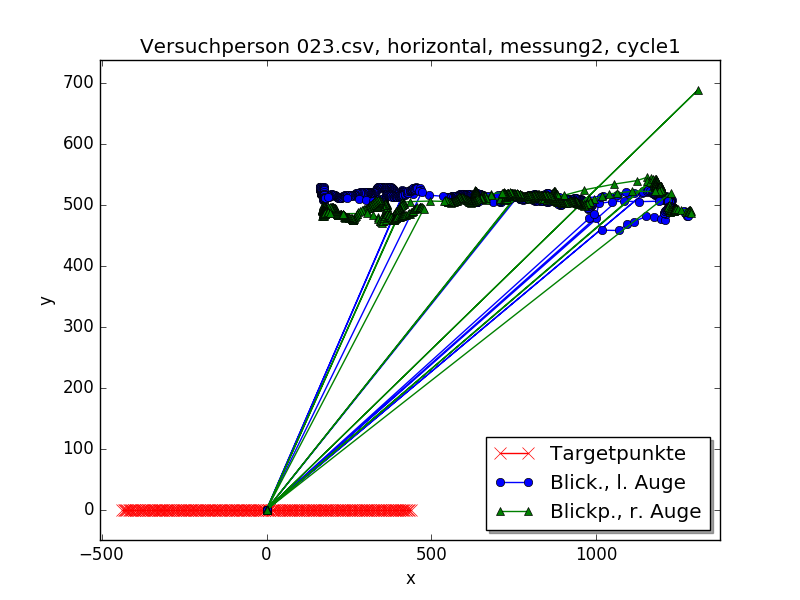 Versuchperson 023.csv, horizontal, messung2, cycle1
y
700
600
500
400
300
200
100
0
−500
0
500
1000
x
Targetpunkte
Blick., l. Auge
Blickp., r. Auge